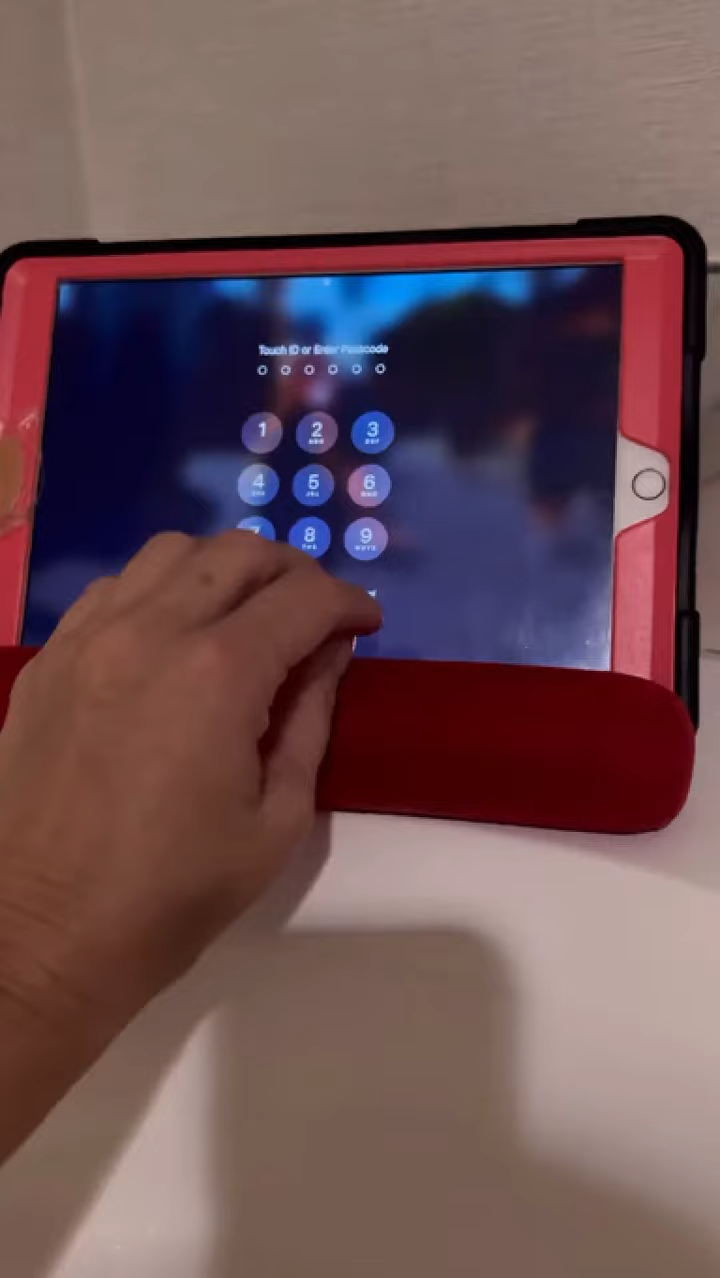 Touch ID or Enter Passcode
1 2 3
ABC DEF
4 5 6
GHI JKL MNO
7 8 9
TUV WXYZ